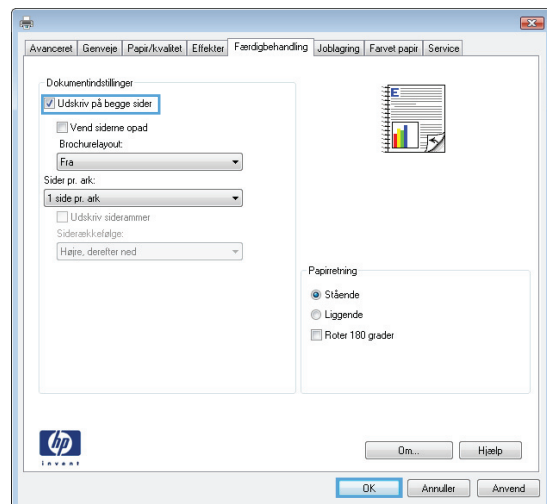 Avanceret Genveje Papir/kvalitet Effekter Færdigbehandling Joblagring Farvet papir Service
Dokumentindstillinger
Udskriv på begge sider
Vend siderne opad
Brochurelayout:
Fra
Sider pr. ark:
1 side pr. ark
Udskriv siderammer
Siderækkefølge:
Højre, derefter ned
E
Papirretning
Stående
Liggende
Roter 180 grader
hp
invent
Om... Hjælp
OK Annuller Anvend